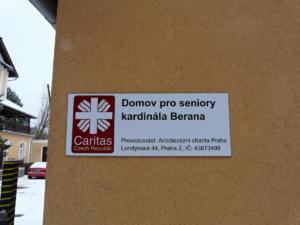 Domov pro seniory
kardinála Berana
Caritas
Czech Republic
Provozovatel: Arcidiecézní charita Praha
Londýnská 44, Praha 2, IČ: 43873499